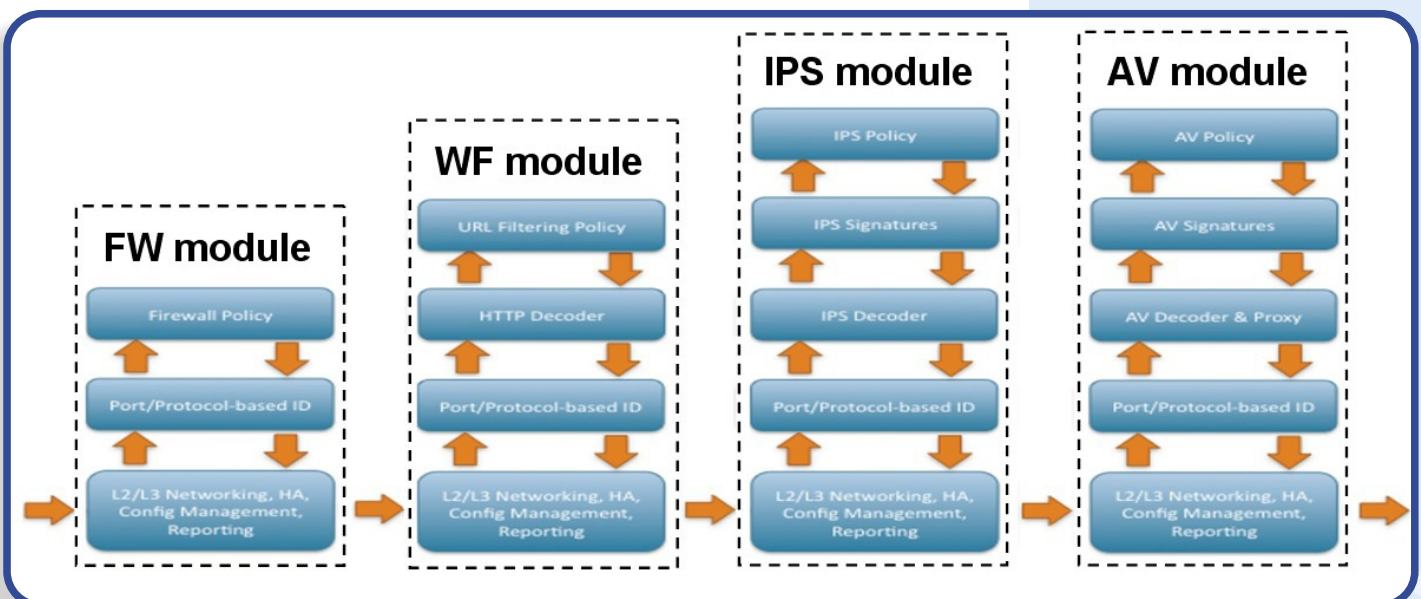 FW module
Firewall Policy
Port/Protocol-based ID
L2/L3 Networking, HA,
Config Management,
Reporting
WF module
URL Filtering Policy
HTTP Decoder
Port/Protocol-based ID
L2/L3 Networking, HA,
Config Management,
Reporting
IPS module
IPS Policy
IPS Signatures
IPS Decoder
Port/Protocol-based ID
L2/L3 Networking, HA,
Config Management,
Reporting
AV module
AV Policy
AV Signatures
AV Decoder & Proxy
Port/Protocol-based ID
L2/L3 Networking, HA,
Config Management,
Reporting